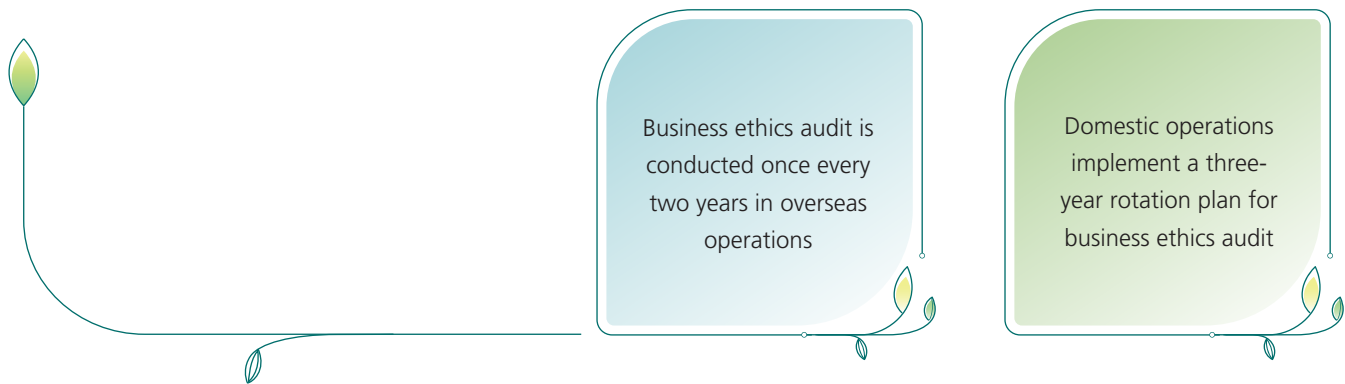 Business ethics audit is
conducted once every
two years in overseas
operations
Domestic operations
implement a three-
year rotation plan for
business ethics audit